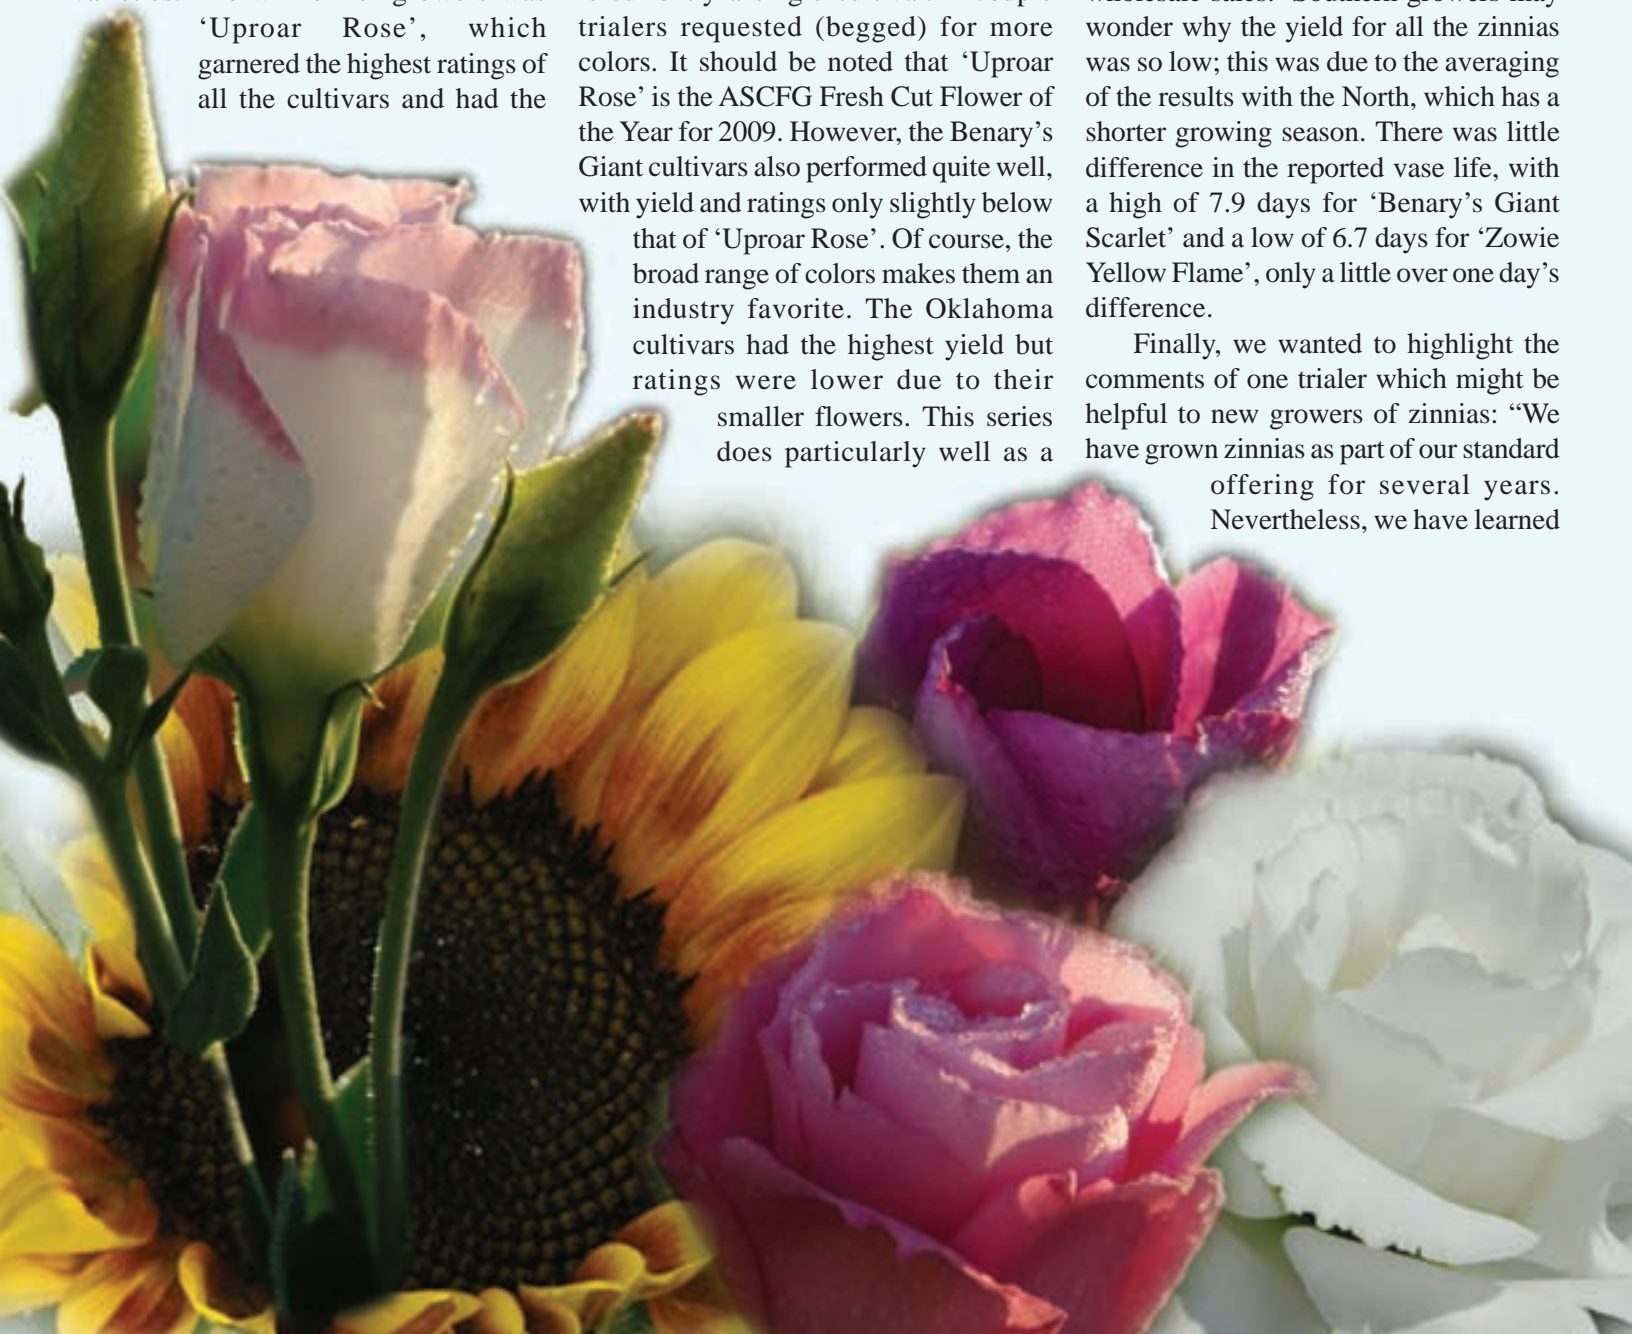 ‘Uproar Rose’, which
garnered the highest ratings of
all the cultivars and had the
trialers requested (begged) for more
colors. It should be noted that ‘Uproar
Rose’ is the ASCFG Fresh Cut Flower of
the Year for 2009. However, the Benary’s
Giant cultivars also performed quite well,
with yield and ratings only slightly below
that of ‘Uproar Rose’. Of course, the
broad range of colors makes them an
industry favorite. The Oklahoma
cultivars had the highest yield but
ratings were lower due to their
smaller flowers. This series
does particularly well as a
wholesale sales.” Southern growers may
wonder why the yield for all the zinnias
was so low; this was due to the averaging
of the results with the North, which has a
shorter growing season. There was little
difference in the reported vase life, with
a high of 7.9 days for ‘Benary’s Giant
Scarlet’ and a low of 6.7 days for ‘Zowie
Yellow Flame’, only a little over one day’s
difference.
Finally, we wanted to highlight the
comments of one trialer which might be
helpful to new growers of zinnias: “We
have grown zinnias as part of our standard
offering for several years.
Nevertheless, we have learned